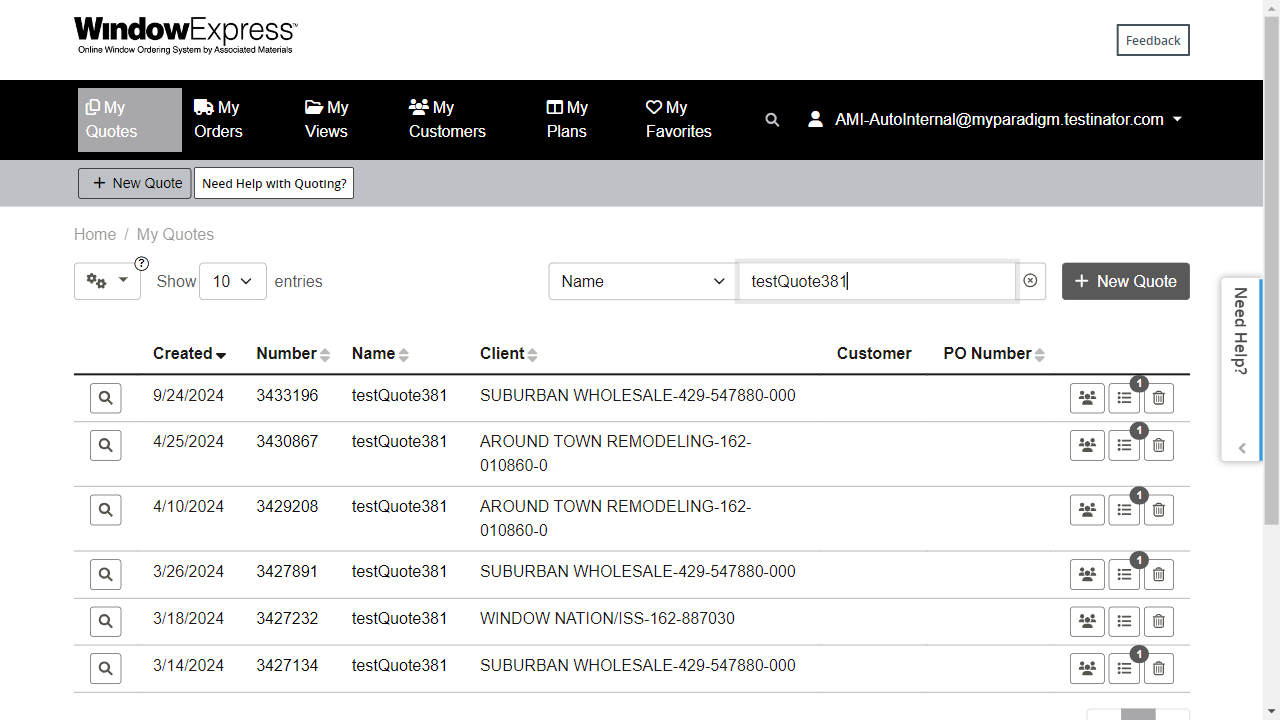 WindowExpress™
Online Window Ordering System by Associated Materials
Feedback
My Quotes
My Orders
My Views
My Customers
My Plans
My Favorites
AMI-AutoInternal@myparadigm.testinator.com
+ New Quote
Need Help with Quoting?
Home / My Quotes
?
Show 10 entries
Name
testQuote381
+ New Quote
Need Help?
Created Number Name Client Customer PO Number
9/24/2024 3433196 testQuote381 SUBURBAN WHOLESALE-429-547880-000 1
4/25/2024 3430867 testQuote381 AROUND TOWN REMODELING-162- 1
010860-0
4/10/2024 3429208 testQuote381 AROUND TOWN REMODELING-162- 1
010860-0
3/26/2024 3427891 testQuote381 SUBURBAN WHOLESALE-429-547880-000 1
3/18/2024 3427232 testQuote381 WINDOW NATION/ISS-162-887030
3/14/2024 3427134 testQuote381 SUBURBAN WHOLESALE-429-547880-000 1